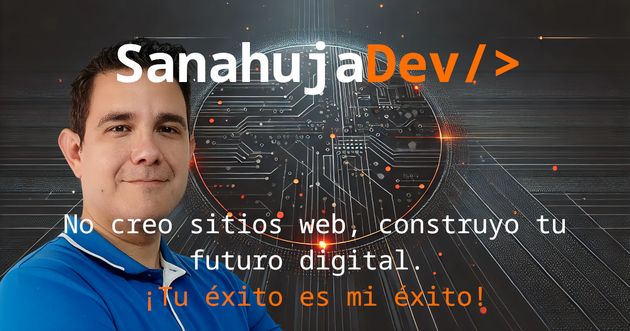 SanahujaDev/>
No creo sitios web, construyo tu
futuro digital.
¡Tu éxito es mi éxito!